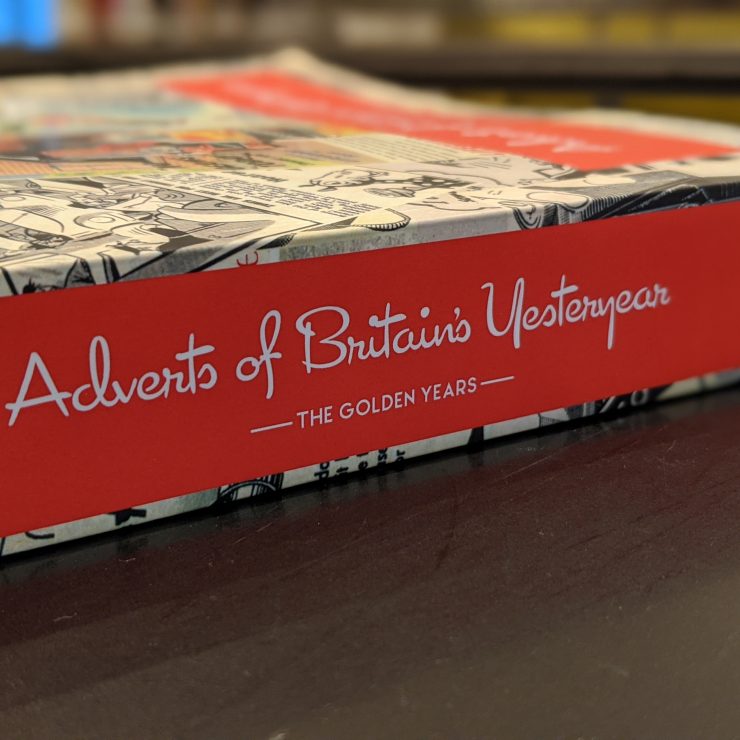 Adverts of Britain's Yesteryear
THE GOLDEN YEARS